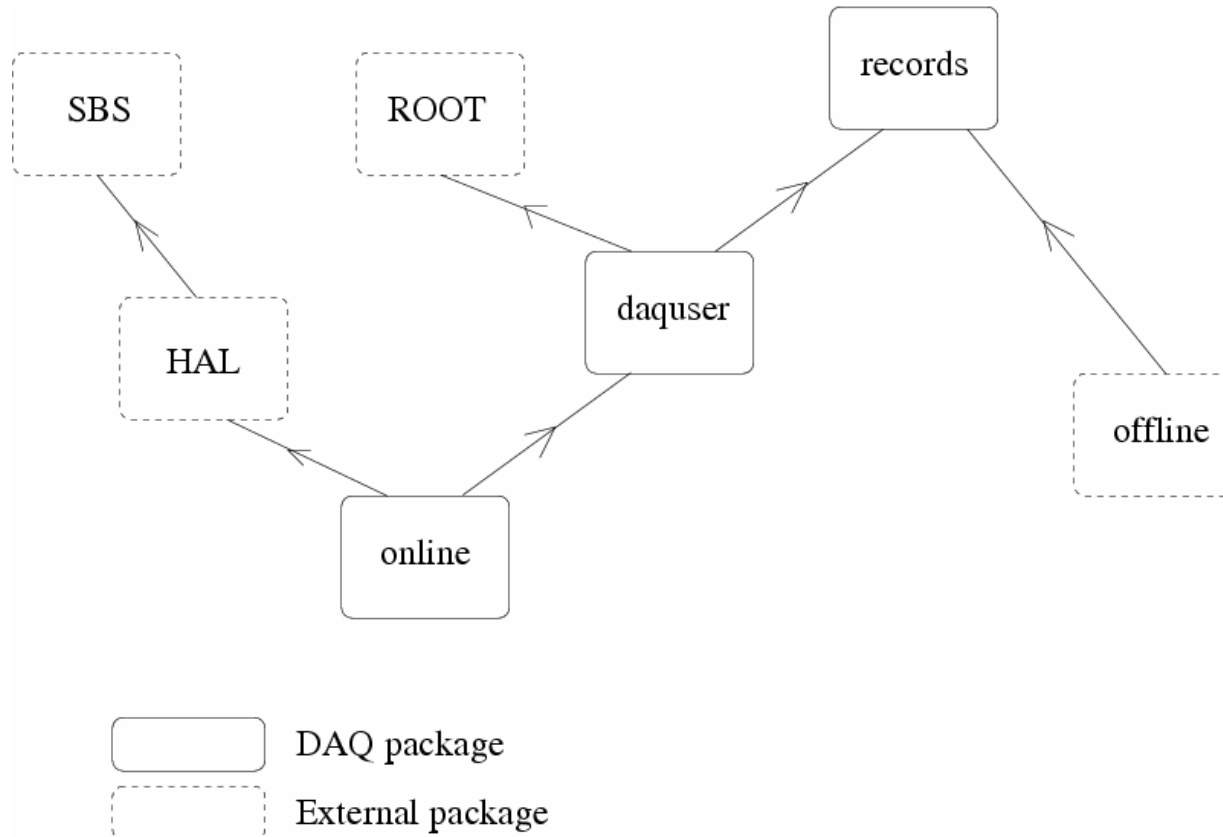 records
SBS
ROOT
daquser
HAL
offline
online
DAQ package
External package